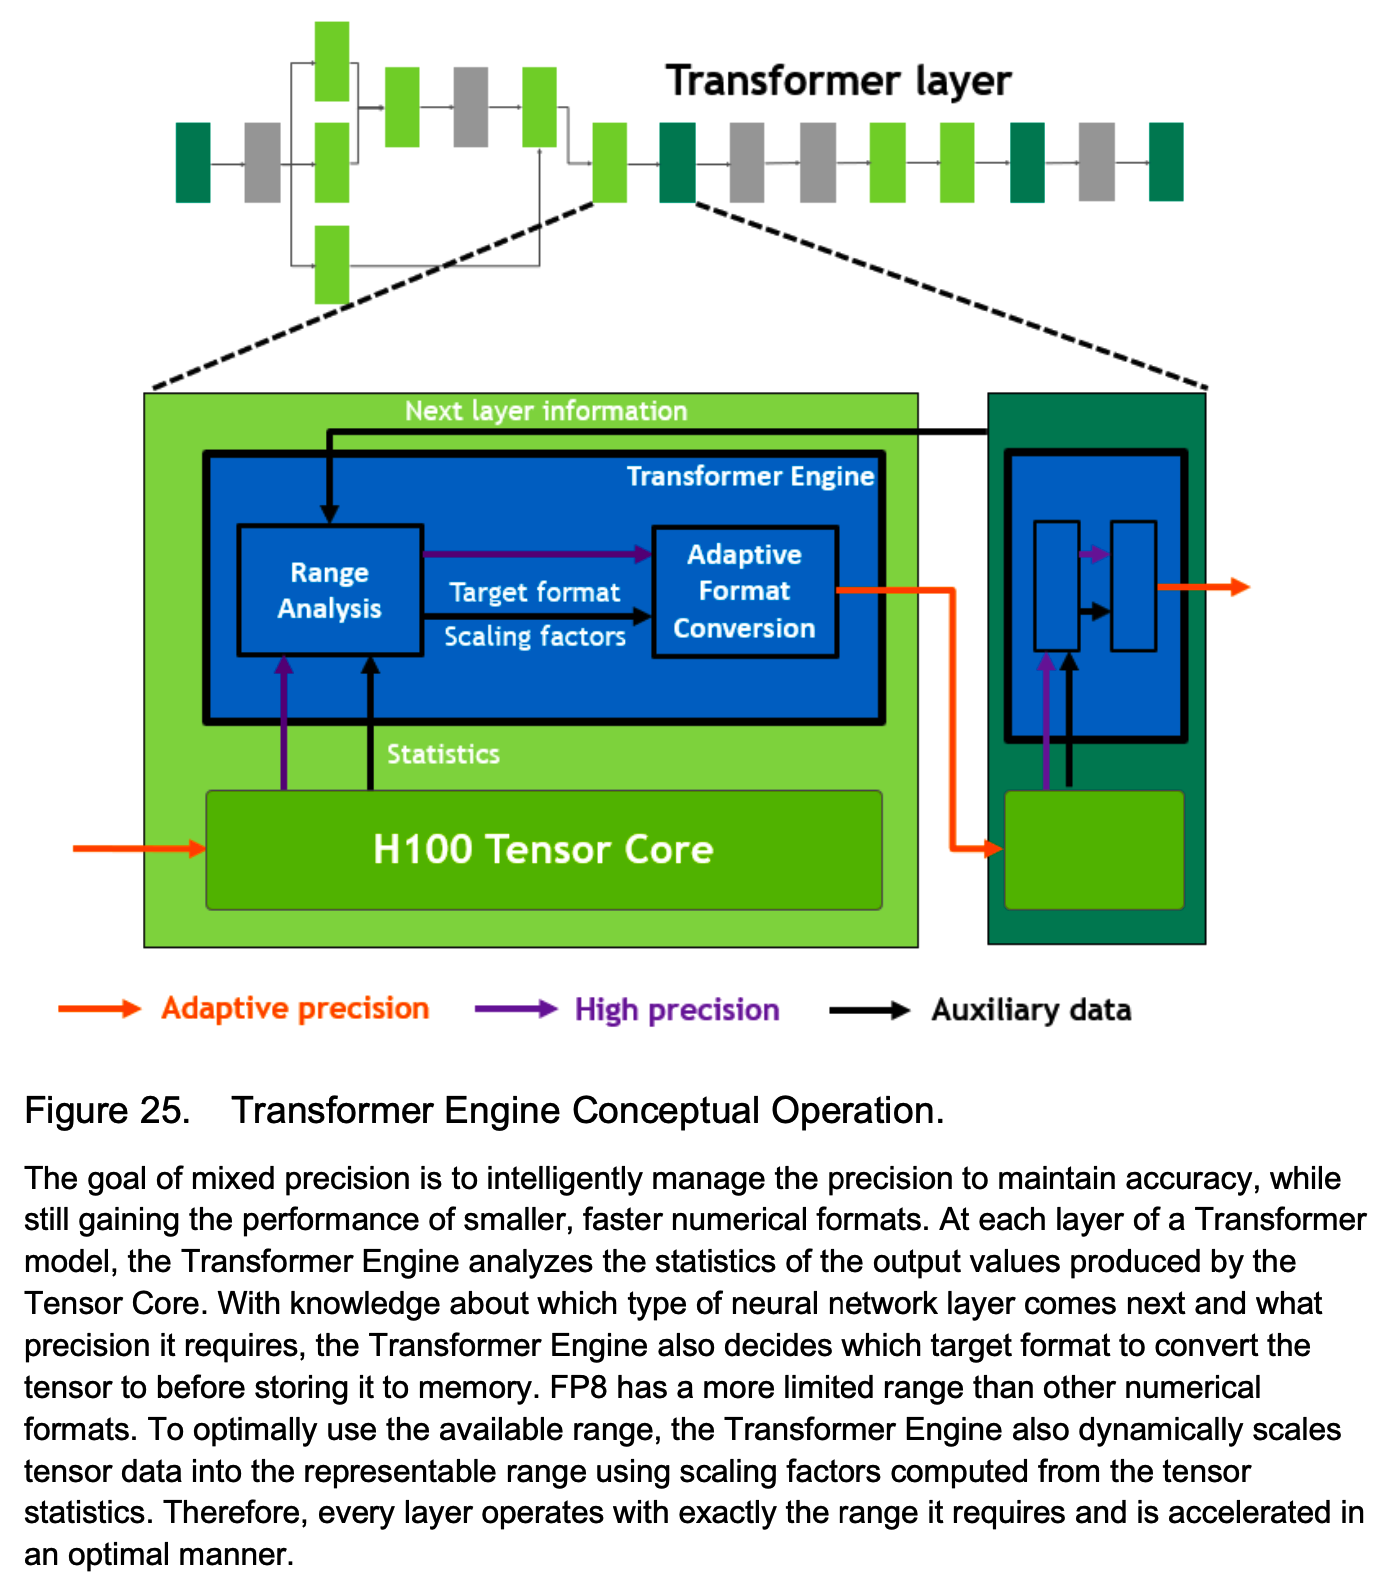 Transformer layer
Next layer information
Transformer Engine
Range
Analysis
Target format
Scaling factors
Adaptive
Format
Conversion
Statistics
H100 Tensor Core
Adaptive precision
High precision
Auxiliary data
Figure 25. Transformer Engine Conceptual Operation.
The goal of mixed precision is to intelligently manage the precision to maintain accuracy, while
still gaining the performance of smaller, faster numerical formats. At each layer of a Transformer
model, the Transformer Engine analyzes the statistics of the output values produced by the
Tensor Core. With knowledge about which type of neural network layer comes next and what
precision it requires, the Transformer Engine also decides which target format to convert the
tensor to before storing it to memory. FP8 has a more limited range than other numerical
formats. To optimally use the available range, the Transformer Engine also dynamically scales
tensor data into the representable range using scaling factors computed from the tensor
statistics. Therefore, every layer operates with exactly the range it requires and is accelerated in
an optimal manner.